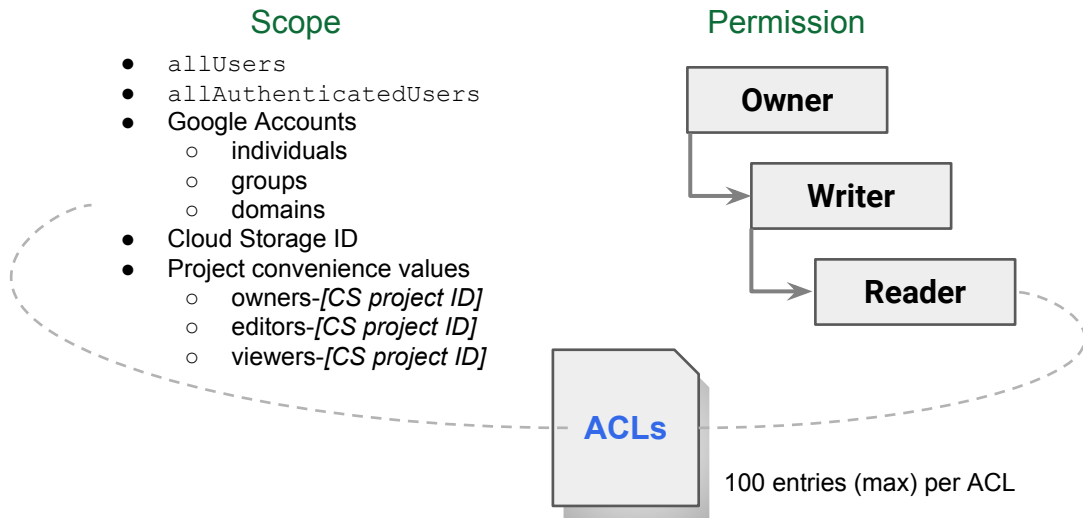 Scope
● allUsers
● allAuthenticatedUsers
● Google Accounts
○ individuals
○ groups
○ domains
● Cloud Storage ID
● Project convenience values
○ owners-[CS project ID]
○ editors-[CS project ID]
○ viewers-[CS project ID]
Permission
Owner
Writer
Reader
ACLs
100 entries (max) per ACL